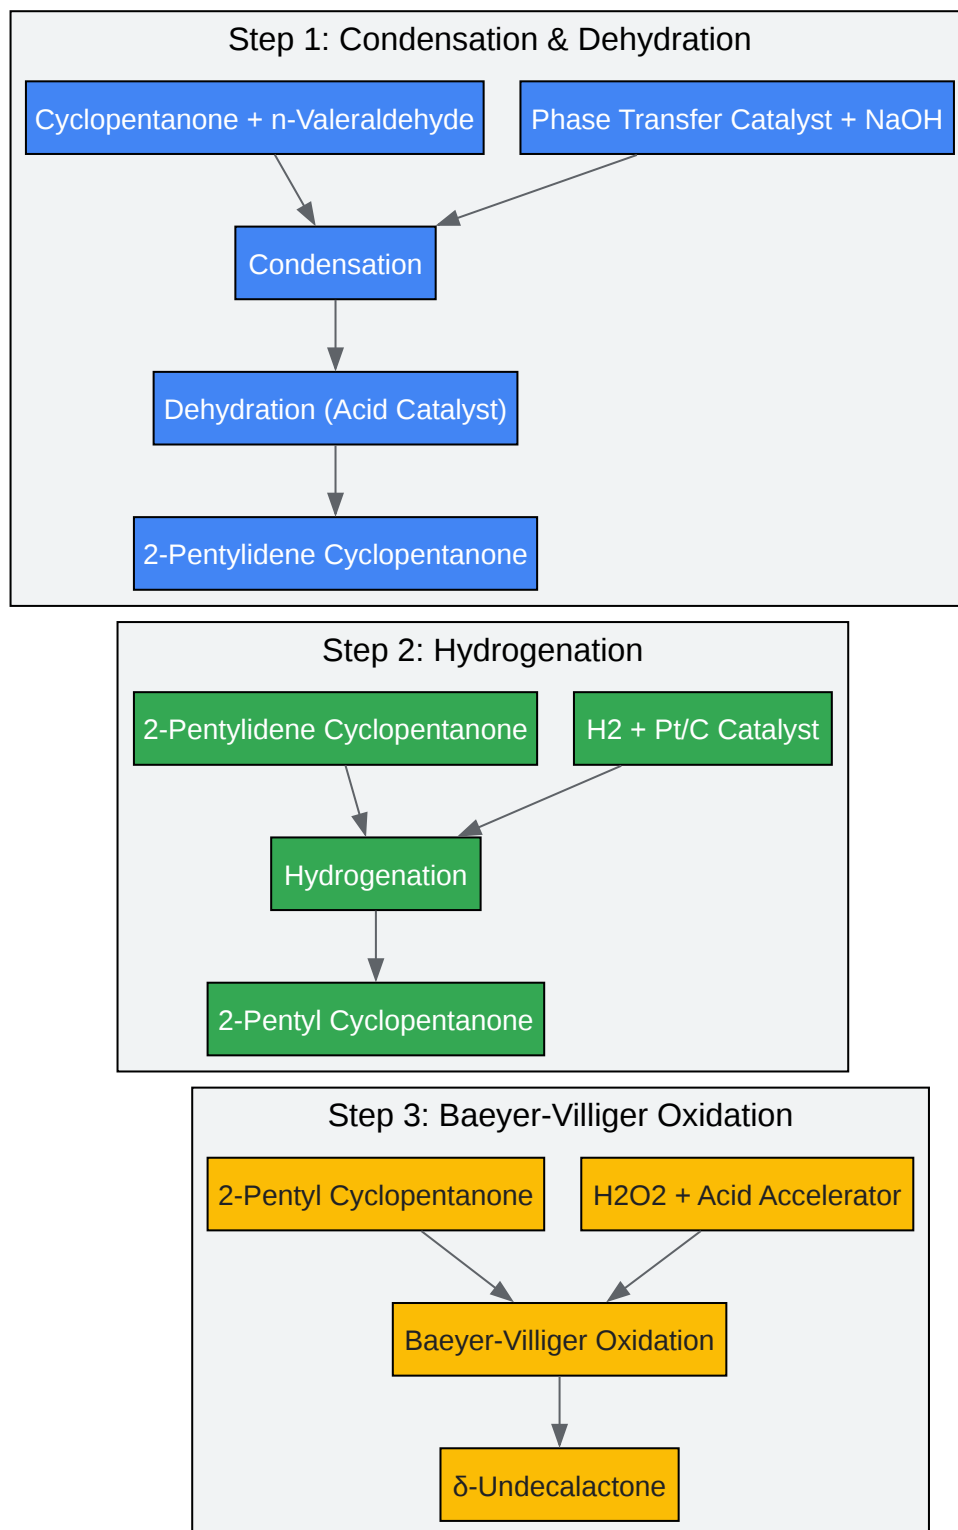 Step 1: Condensation & Dehydration
Cyclopentanone + n-Valeraldehyde
Phase Transfer Catalyst + NaOH
Condensation
Dehydration (Acid Catalyst)
2-Pentylidene Cyclopentanone
Step 2: Hydrogenation
2-Pentylidene Cyclopentanone
H2 + Pt/C Catalyst
Hydrogenation
2-Pentyl Cyclopentanone
Step 3: Baeyer-Villiger Oxidation
2-Pentyl Cyclopentanone
H2O2 + Acid Accelerator
Baeyer-Villiger Oxidation
δ-Undecalactone